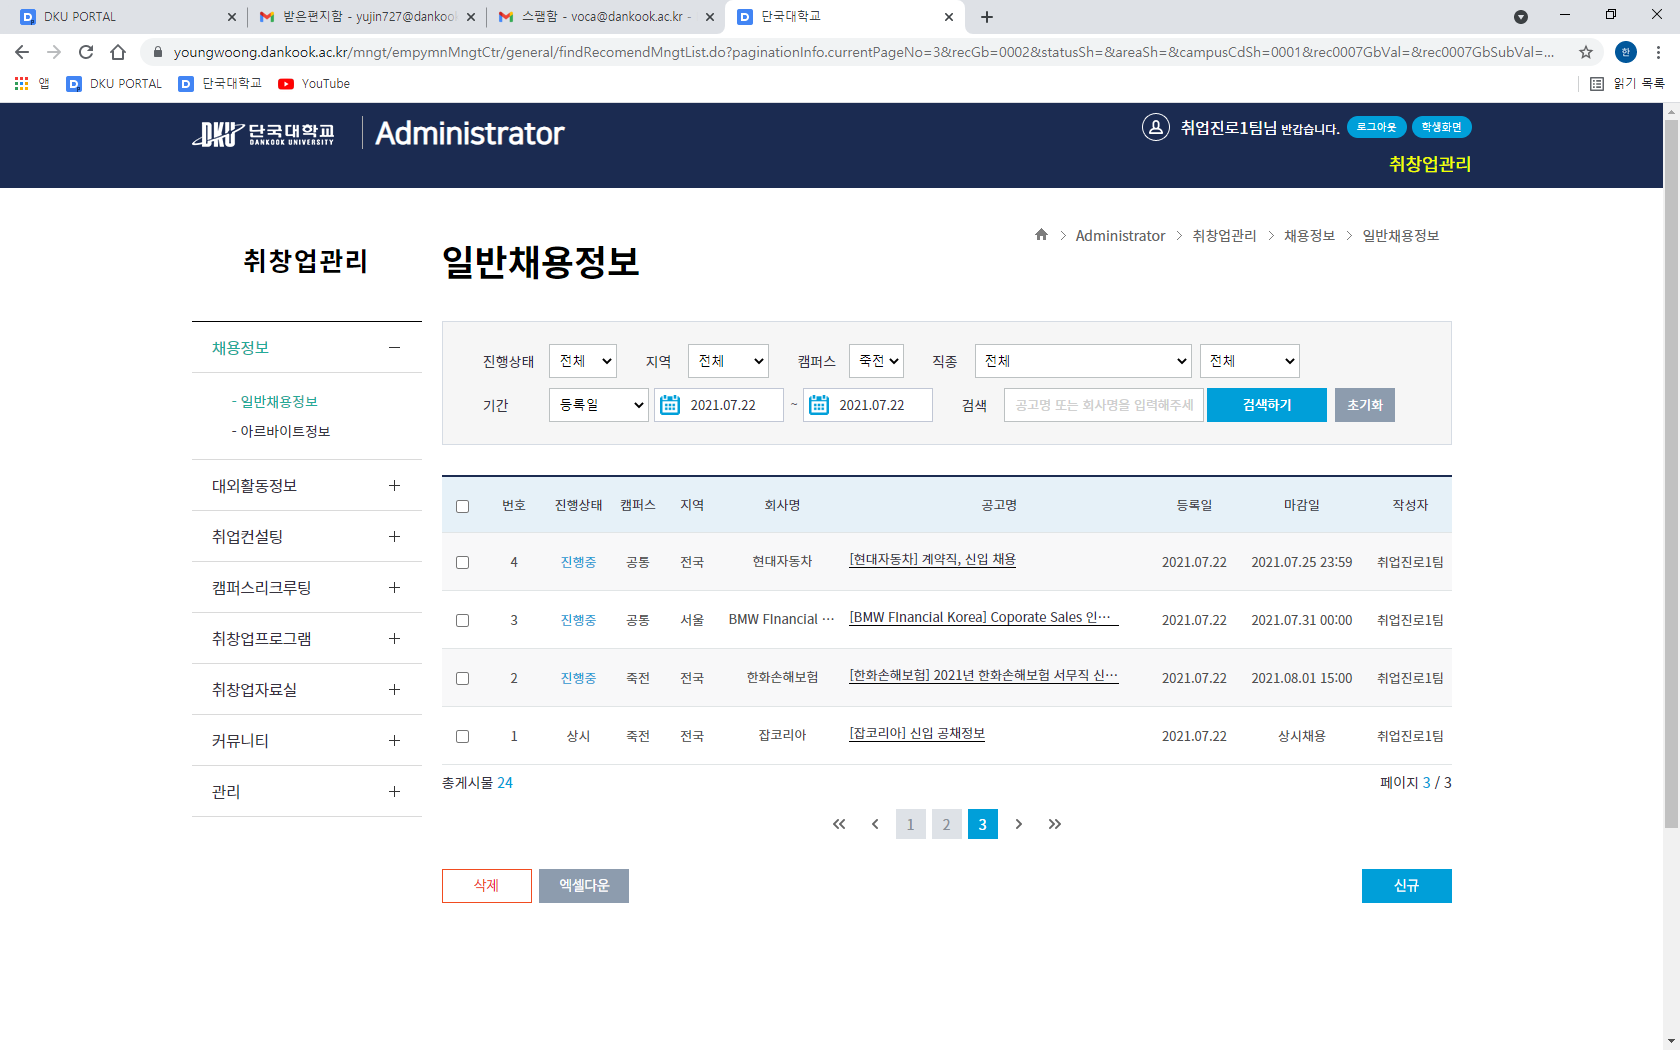 DKU PORTAL
받은편지함 - yujin727@dankook
스팸함 - voca@dankook.ac.kr -
단국대학교
youngwoong.dankook.ac.kr/mngt/empymnMngtCtr/general/findRecomendMngtList.do?paginationInfo.currentPageNo=3&recGb=0002&statusSh=&areaSh=&campusCdSh=0001&rec0007GbVal=&rec0007GbSubVal=...
한
앱 DKU PORTAL 단국대학교 YouTube 읽기 목록
DKU 단국대학교 DANKOOK UNIVERSITY Administrator
취업진로1팀님 반갑습니다. 로그아웃 학생화면
취창업관리
Administrator > 취창업관리 > 채용정보 > 일반채용정보
취창업관리
일반채용정보
채용정보
- 일반채용정보
- 아르바이트정보
대외활동정보
취업컨설팅
캠퍼스리크루팅
취창업프로그램
취창업자료실
커뮤니티
관리
진행상태 전체 지역 전체 캠퍼스 죽전 직종 전체 전체
기간 등록일 2021.07.22 ~ 2021.07.22 검색 공고명 또는 회사명을 입력해주세 검색하기 초기화
번호 진행상태 캠퍼스 지역 회사명 공고명 등록일 마감일 작성자
4 진행중 공통 전국 현대자동차 [현대자동차] 계약직, 신입 채용 2021.07.22 2021.07.25 23:59 취업진로1팀
3 진행중 공통 서울 BMW FInancial ··· [BMW FInancial Korea] Coporate Sales 인··· 2021.07.22 2021.07.31 00:00 취업진로1팀
2 진행중 죽전 전국 한화손해보험 [한화손해보험] 2021년 한화손해보험 서무직 신··· 2021.07.22 2021.08.01 15:00 취업진로1팀
1 상시 죽전 전국 잡코리아 [잡코리아] 신입 공채정보 2021.07.22 상시채용 취업진로1팀
총게시물 24 페이지 3 / 3
1 2 3
삭제 엑셀다운 신규